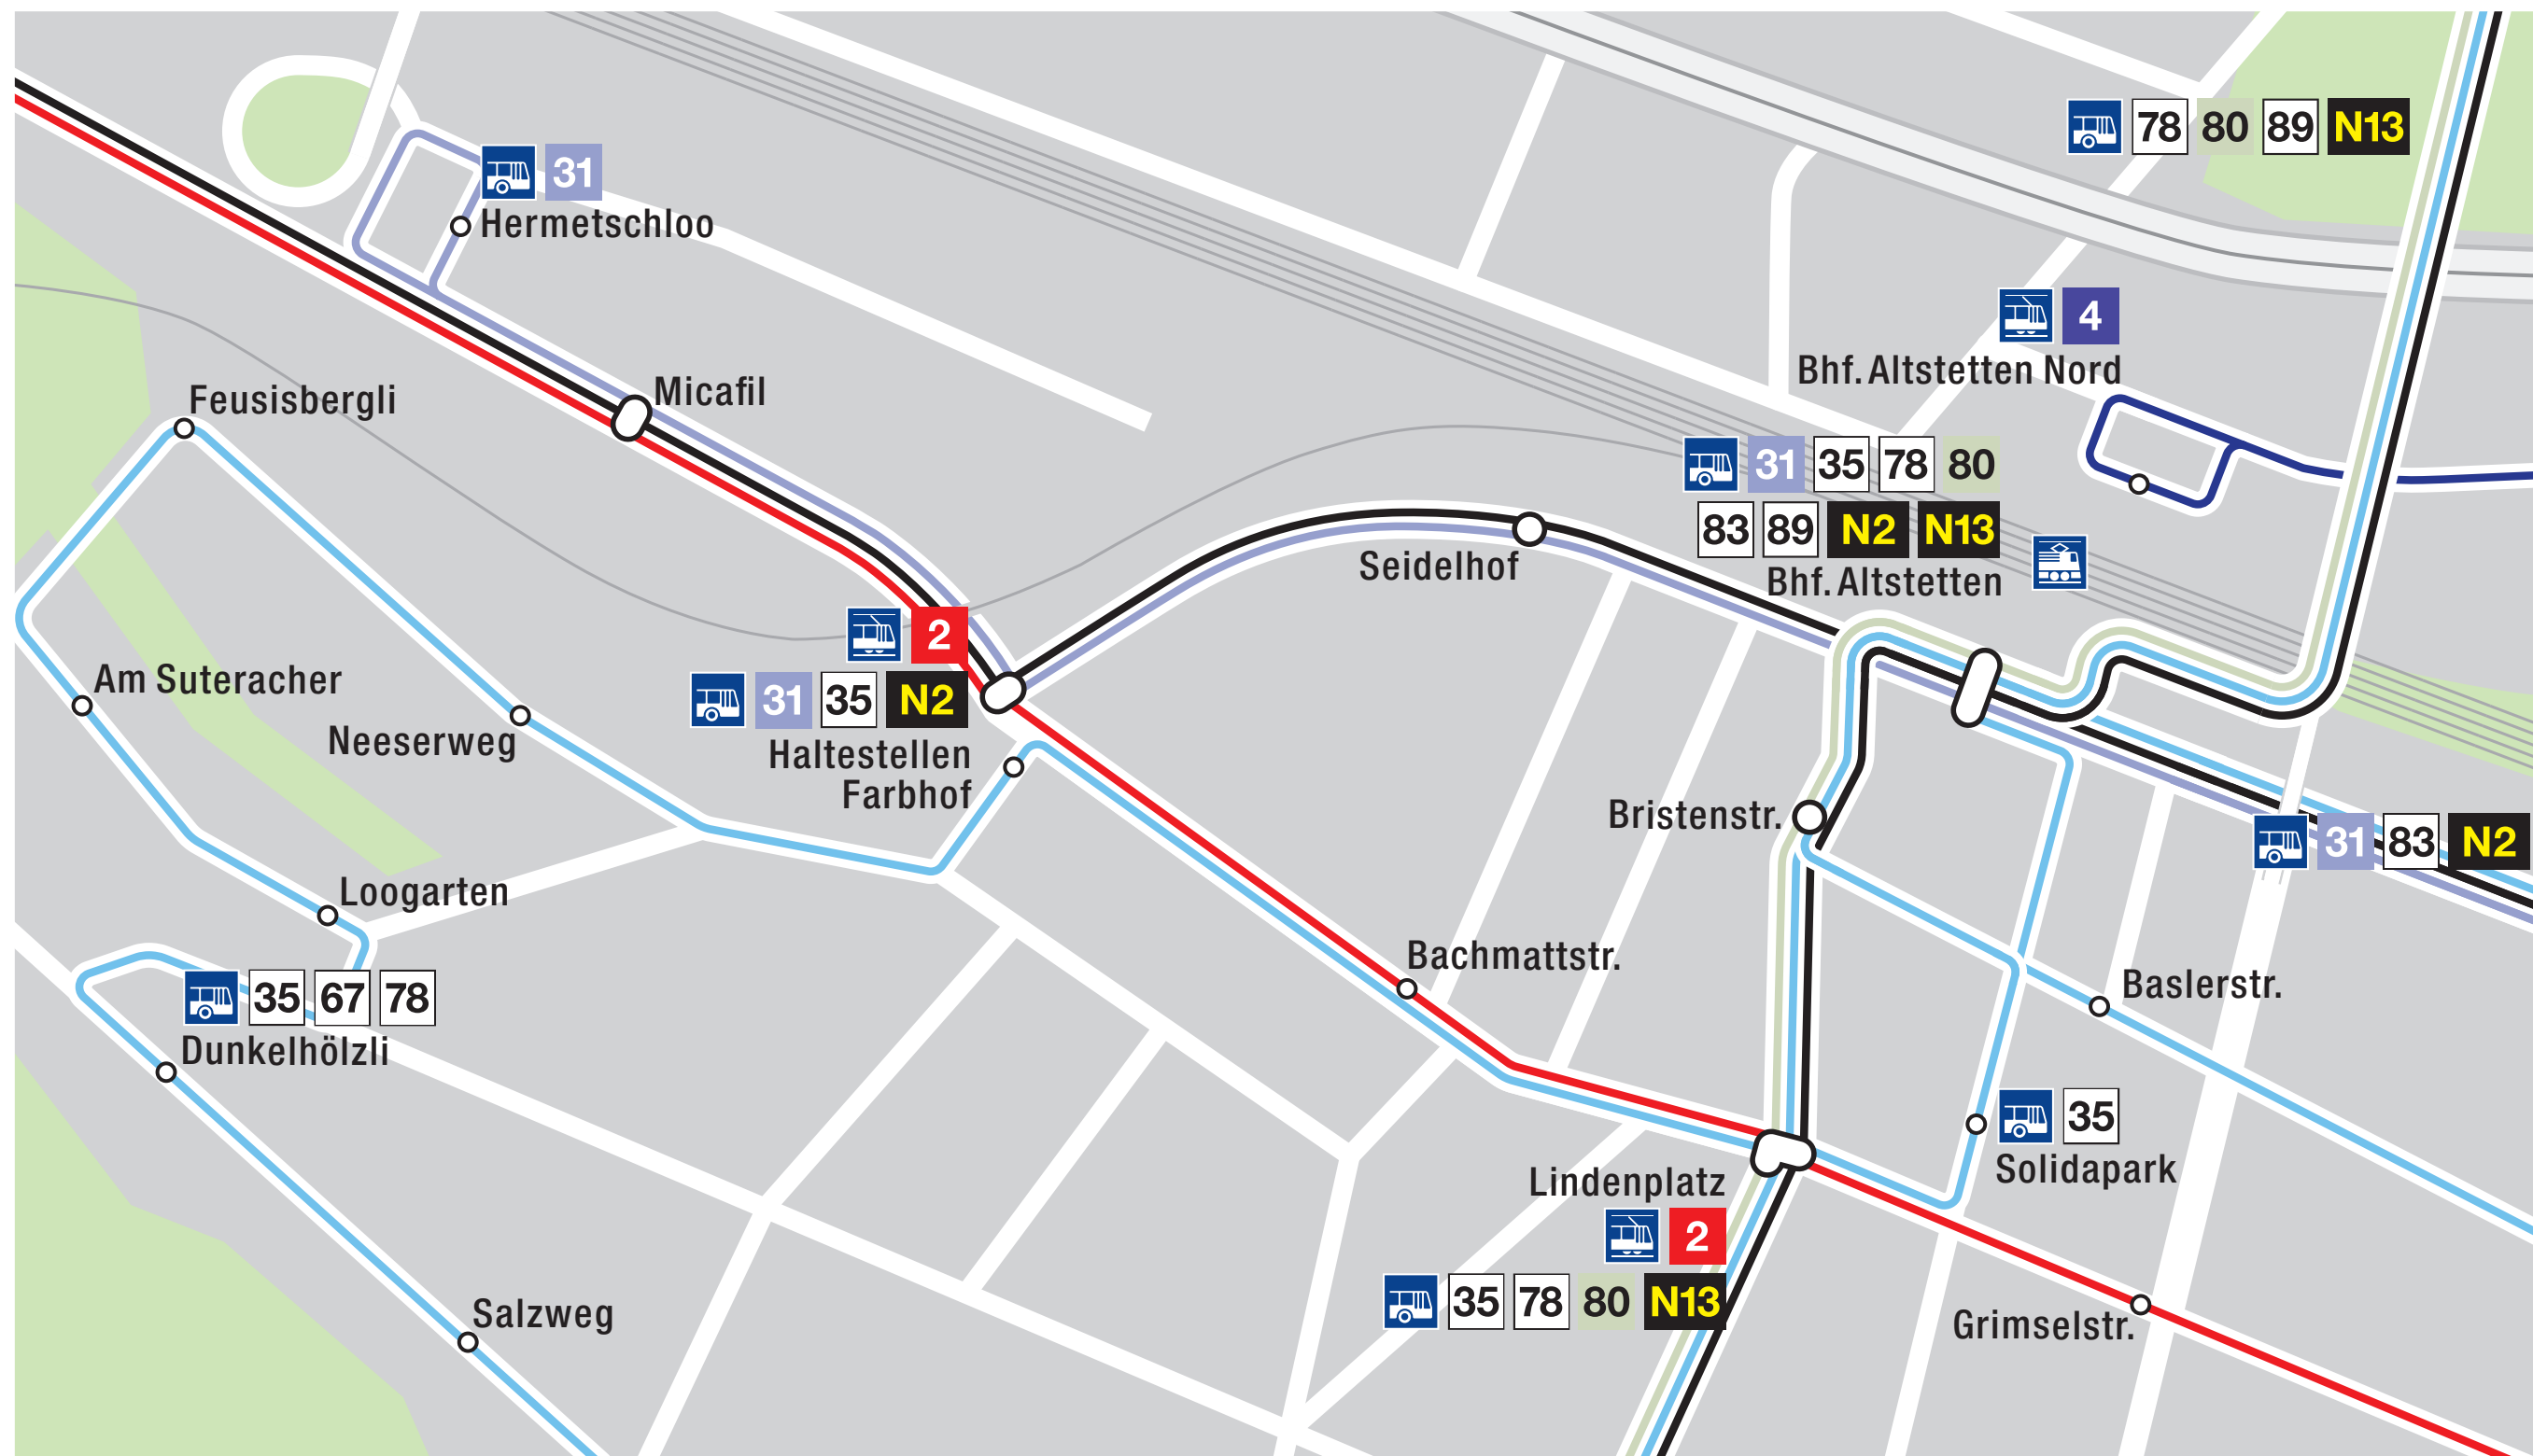 78 80 89 N13
31
Hermetschloo
4
Bhf. Altstetten Nord
Micafil
Feusisbergli
31 35 78 80
83 89 N2 N13
Bhf. Altstetten
Seidelhof
2
31 35 N2
Haltestellen
Farbhof
Am Suteracher
Neeserweg
Bristenstr.
31 83 N2
Loogarten
Bachmattstr.
Baslerstr.
35 67 78
Dunkelhölzli
35
Solidapark
Lindenplatz
2
35 78 80 N13
Salzweg
Grimselstr.